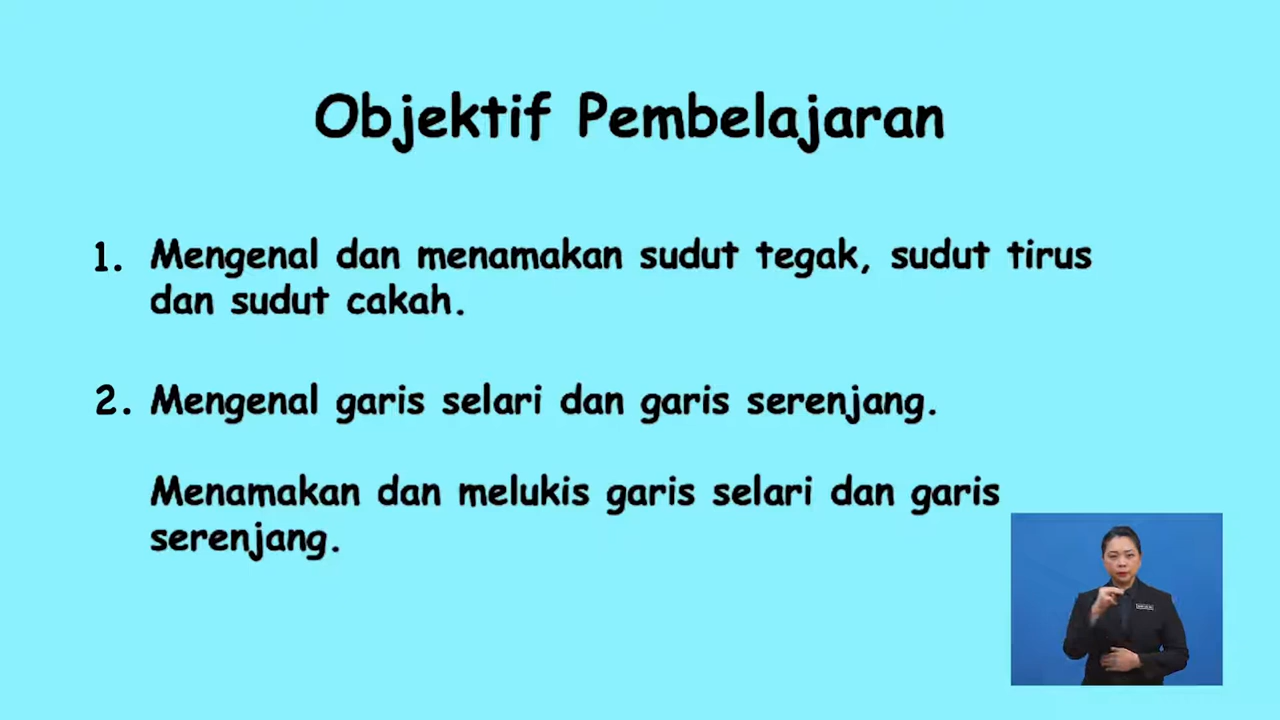 Objektif Pembelajaran
1. Mengenal dan menamakan sudut tegak, sudut tirus
dan sudut cakah.
2. Mengenal garis selari dan garis serenjang.
Menamakan dan melukis garis selari dan garis
serenjang.